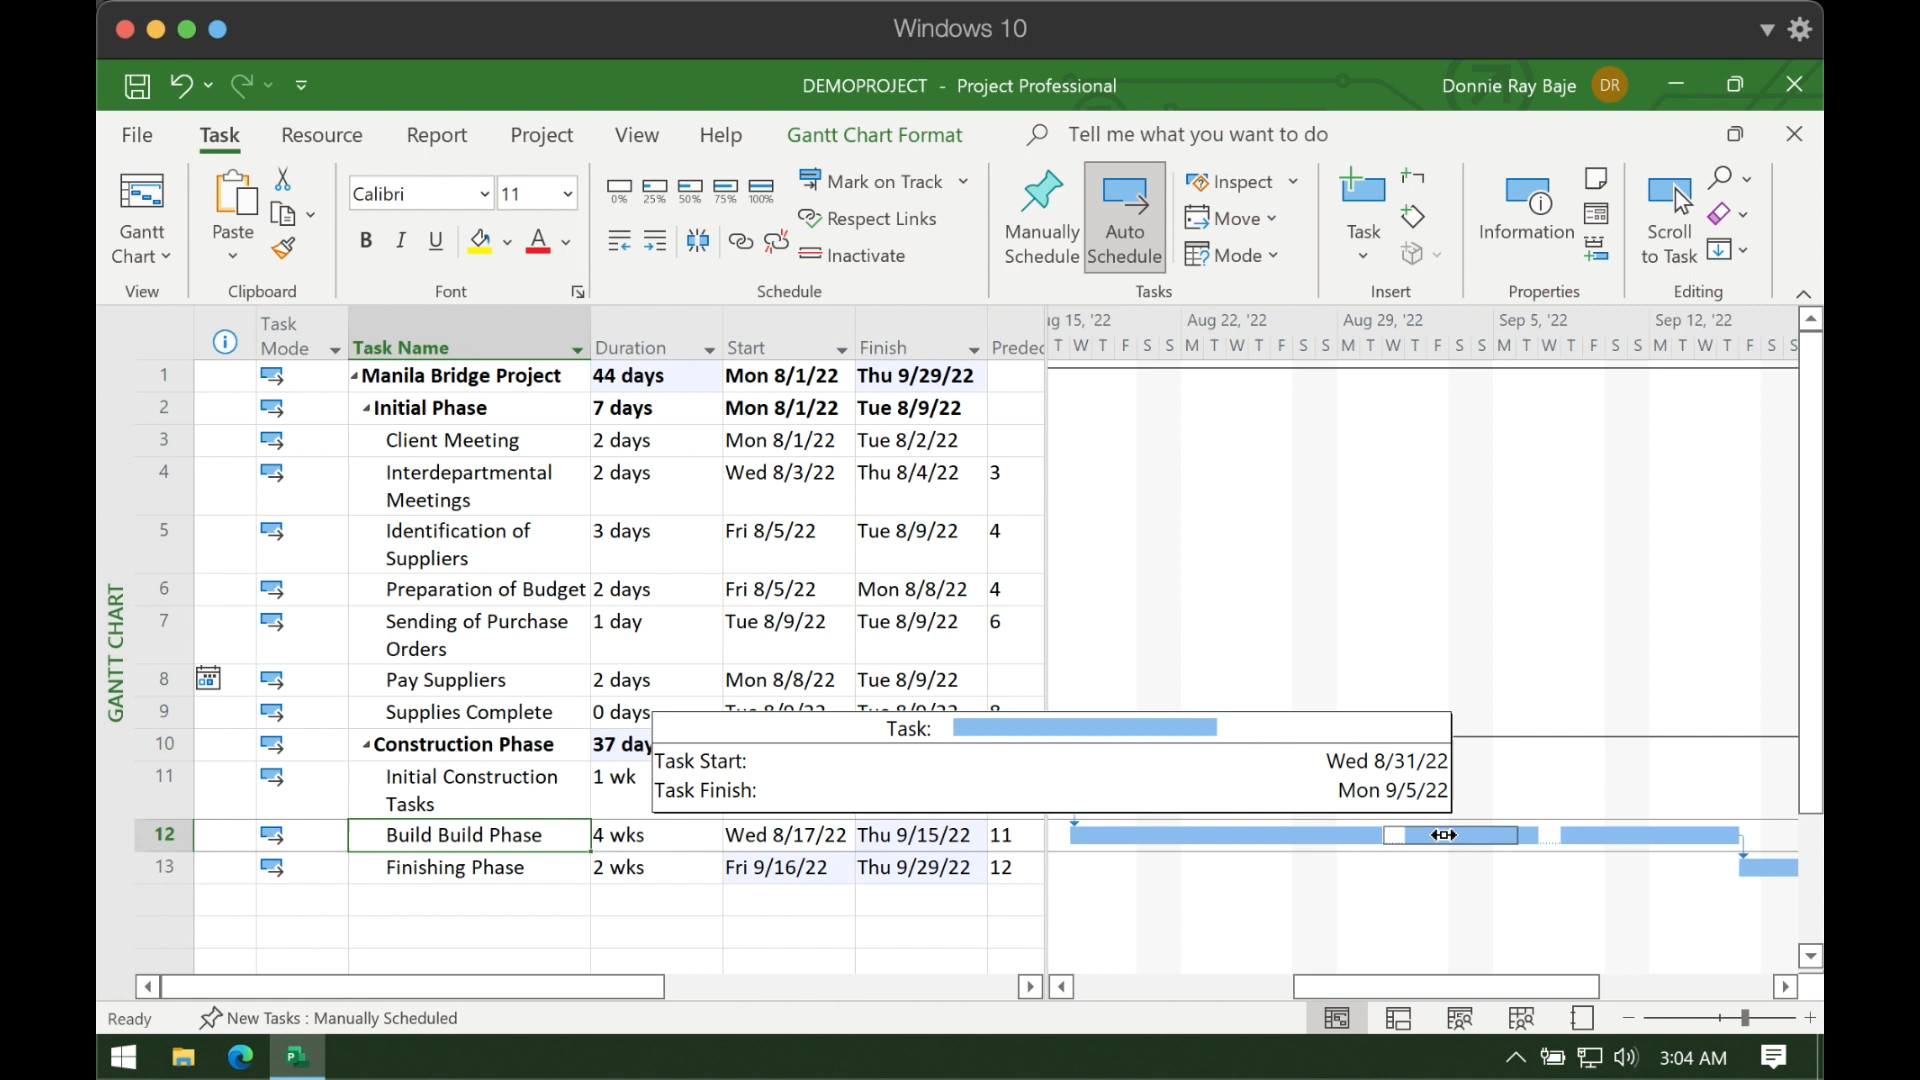 Windows 10
DEMOPROJECT - Project Professional
Donnie Ray Baje
DR
File Task Resource Report Project View Help Gantt Chart Format Tell me what you want to do
Gantt
Chart
View
Paste
Clipboard
Calibri 11
B I U A
Font
0% 25% 50% 75% 100%
Mark on Track
Respect Links
Inactivate
Schedule
Manually
Schedule
Auto
Schedule
Inspect
Move
Mode
Tasks
Task
Insert
Information
Properties
Scroll
to Task
Editing
Task
Mode
Task Name
Duration
Start
Finish
Predec
ıg 15, '22 Aug 22, '22 Aug 29, '22 Sep 5, '22 Sep 12, '22
T W T F S S M T W T F S S M T W T F S S M T W T F S S M T W T F S S
1 Manila Bridge Project 44 days Mon 8/1/22 Thu 9/29/22
2 Initial Phase 7 days Mon 8/1/22 Tue 8/9/22
3 Client Meeting 2 days Mon 8/1/22 Tue 8/2/22
4 Interdepartmental 2 days Wed 8/3/22 Thu 8/4/22 3
Meetings
5 Identification of 3 days Fri 8/5/22 Tue 8/9/22 4
Suppliers
6 Preparation of Budget 2 days Fri 8/5/22 Mon 8/8/22 4
7 Sending of Purchase 1 day Tue 8/9/22 Tue 8/9/22 6
Orders
8 Pay Suppliers 2 days Mon 8/8/22 Tue 8/9/22
9 Supplies Complete 0 days
10 Construction Phase 37 day
11 Initial Construction 1 wk
Tasks
12 Build Build Phase 4 wks Wed 8/17/22 Thu 9/15/22 11
13 Finishing Phase 2 wks Fri 9/16/22 Thu 9/29/22 12
Task:
Task Start: Wed 8/31/22
Task Finish: Mon 9/5/22
GANTT CHART
Ready New Tasks : Manually Scheduled
3:04 AM